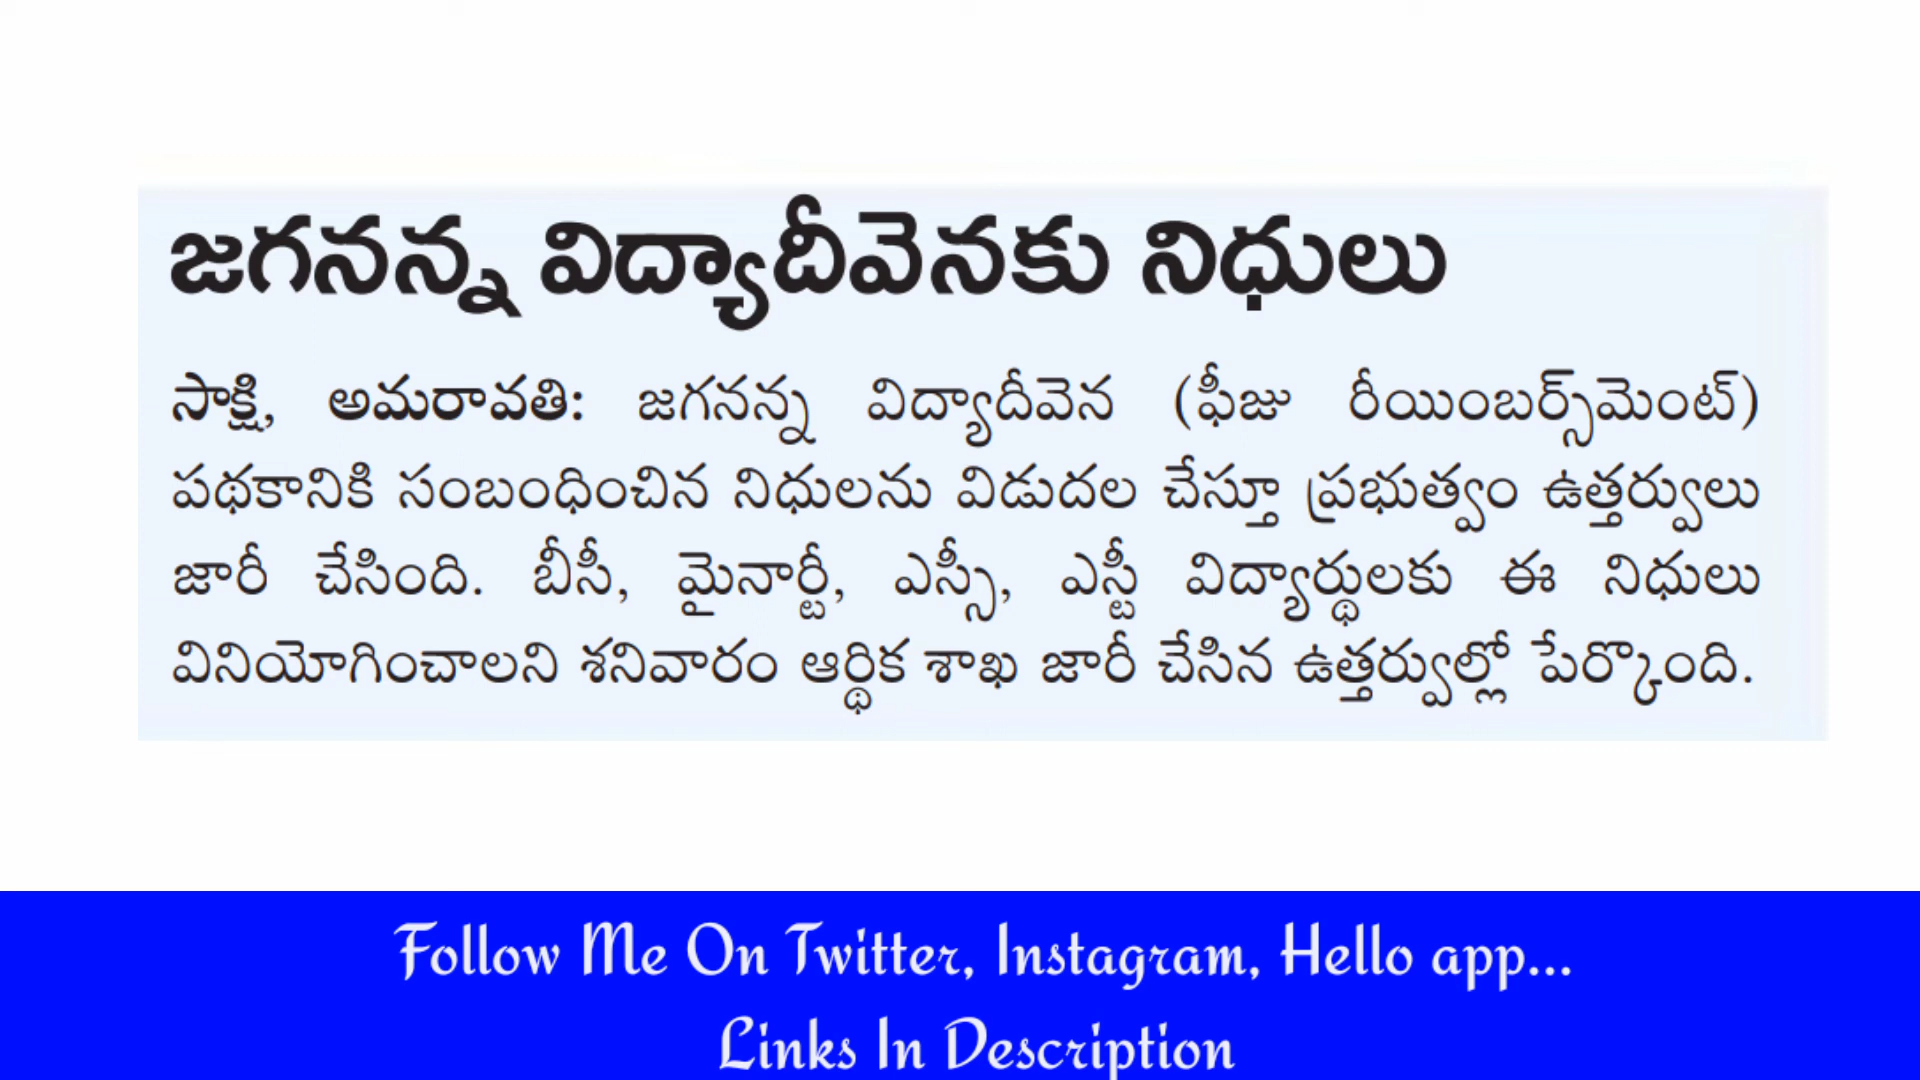 జగనన్న విద్యాదీవెనకు నిధులు
సాక్షి, అమరావతి: జగనన్న విద్యాదీవెన (ఫీజు రీయింబర్స్‌మెంట్)
పథకానికి సంబంధించిన నిధులను విడుదల చేస్తూ ప్రభుత్వం ఉత్తర్వులు
జారీ చేసింది. బీసీ, మైనార్టీ, ఎస్సీ, ఎస్టీ విద్యార్థులకు ఈ నిధులు
వినియోగించాలని శనివారం ఆర్థిక శాఖ జారీ చేసిన ఉత్తర్వుల్లో పేర్కొంది.
Follow Me On Twitter, Instagram, Hello app...
Links In Description